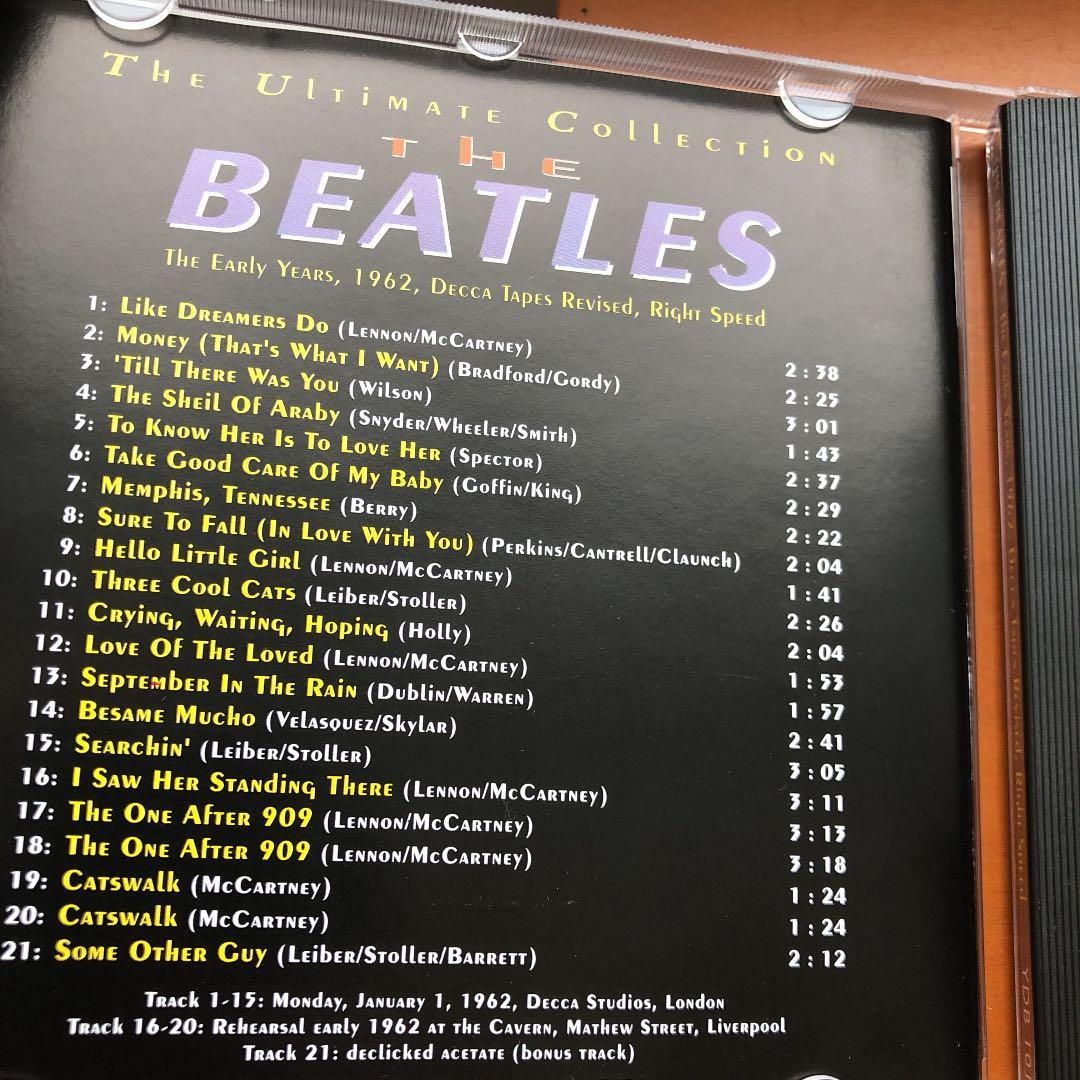 The Ultimate Collection
THE
BEATLES
The Early Years, 1962, Decca Tapes Revised, Right Speed
1: Like Dreamers Do (Lennon/McCartney) 2:38
2: Money (That's What I Want) (Bradford/Gordy) 2:25
3: 'Till There Was You (Wilson) 3:01
4: The Sheil Of Araby (Snyder/Wheeler/Smith) 1:43
5: To Know Her Is To Love Her (Spector) 2:37
6: Take Good Care Of My Baby (Goffin/King) 2:29
7: Memphis, Tennessee (Berry) 2:22
8: Sure To Fall (In Love With You) (Perkins/Cantrell/Claunch) 2:04
9: Hello Little Girl (Lennon/McCartney) 1:41
10: Three Cool Cats (Leiber/Stoller) 2:26
11: Crying, Waiting, Hoping (Holly) 2:04
12: Love Of The Loved (Lennon/McCartney) 1:53
13: September In The Rain (Dublin/Warren) 1:57
14: Besame Mucho (Velasquez/Skylar) 2:41
15: Searchin' (Leiber/Stoller) 3:05
16: I Saw Her Standing There (Lennon/McCartney) 3:11
17: The One After 909 (Lennon/McCartney) 3:13
18: The One After 909 (Lennon/McCartney) 3:18
19: Catswalk (McCartney) 1:24
20: Catswalk (McCartney) 1:24
21: Some Other Guy (Leiber/Stoller/Barrett) 2:12
Track 1-15: Monday, January 1, 1962, Decca Studios, London
Track 16-20: Rehearsal early 1962 at the Cavern, Mathew Street, Liverpool
Track 21: declicked acetate (bonus track)
Decca Tapes Revised, Right Speed YDB